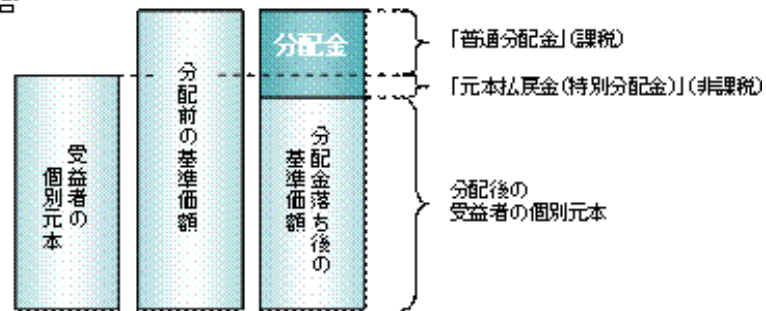 受益者の
個別元本
分配前の基準価額
分配金
分配金落ち後の
基準価額
「普通分配金」(課税)
「元本払戻金(特別分配金)」(非課税)
分配後の
受益者の個別元本